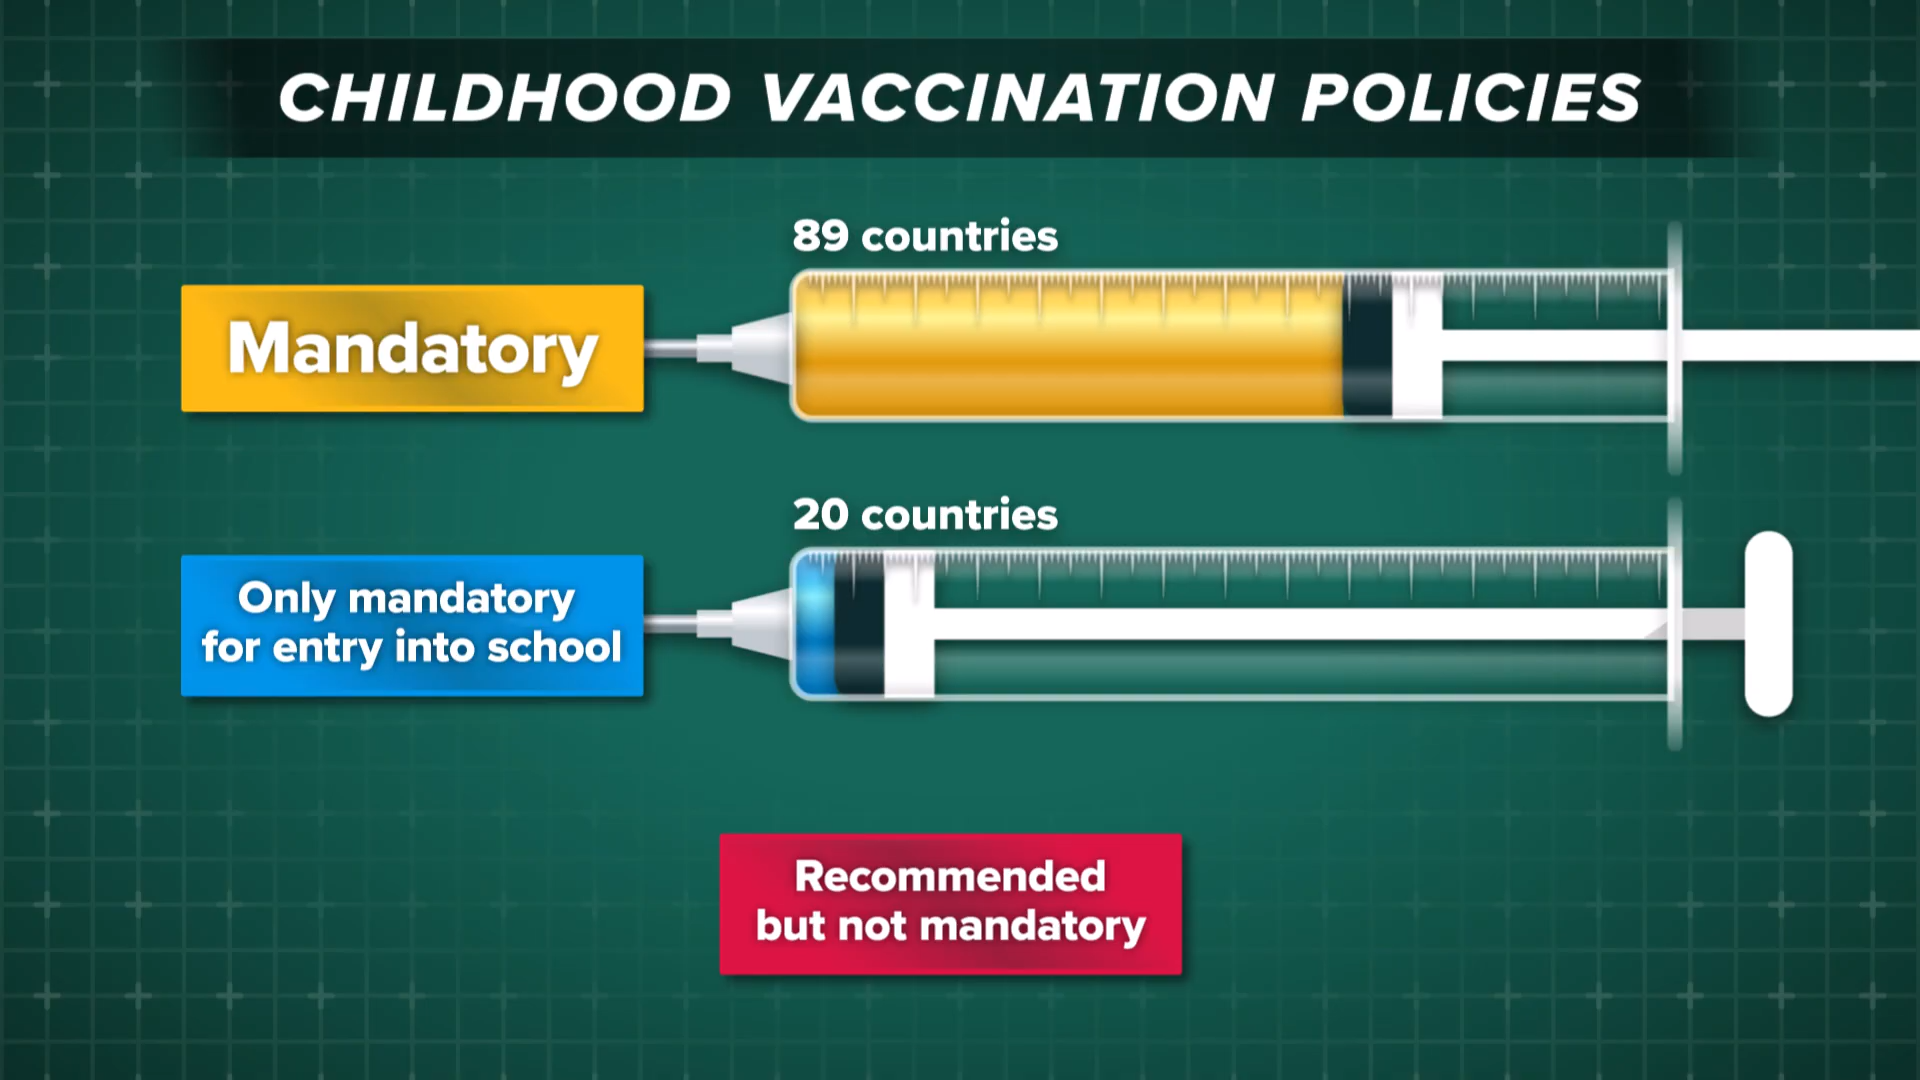 CHILDHOOD VACCINATION POLICIES
89 countries
Mandatory
20 countries
Only mandatory
for entry into school
Recommended
but not mandatory